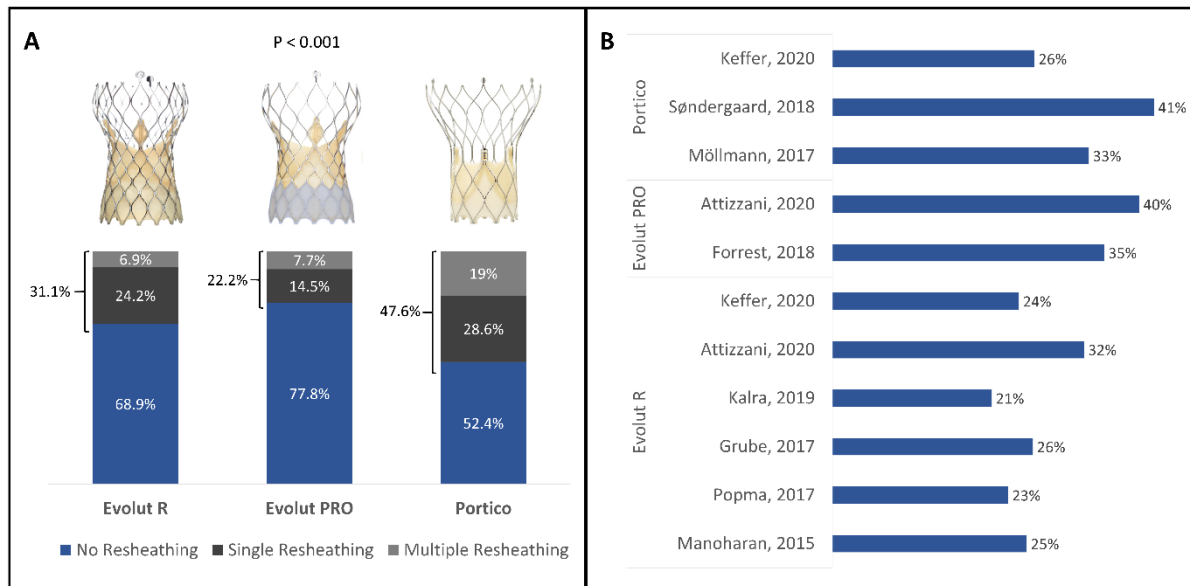 A
P < 0.001
6.9%
24.2%
31.1%
68.9%
7.7%
14.5%
22.2%
77.8%
19%
28.6%
47.6%
52.4%
Evolut R
Evolut PRO
Portico
No Resheathing
Single Resheathing
Multiple Resheathing
B
Portico
Keffer, 2020 26%
Søndergaard, 2018 41%
Möllmann, 2017 33%
Evolut PRO
Attizzani, 2020 40%
Forrest, 2018 35%
Evolut R
Keffer, 2020 24%
Attizzani, 2020 32%
Kalra, 2019 21%
Grube, 2017 26%
Popma, 2017 23%
Manoharan, 2015 25%